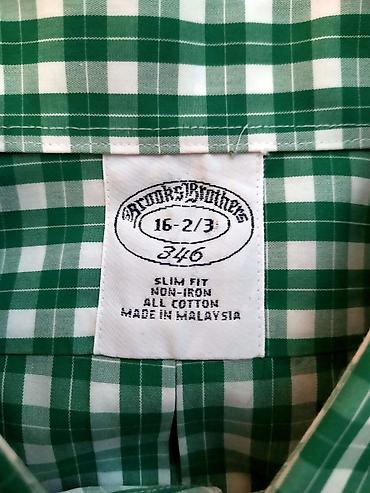 Brooks Brothers
16-2/3
346
SLIM FIT
NON-IRON
ALL COTTON
MADE IN MALAYSIA